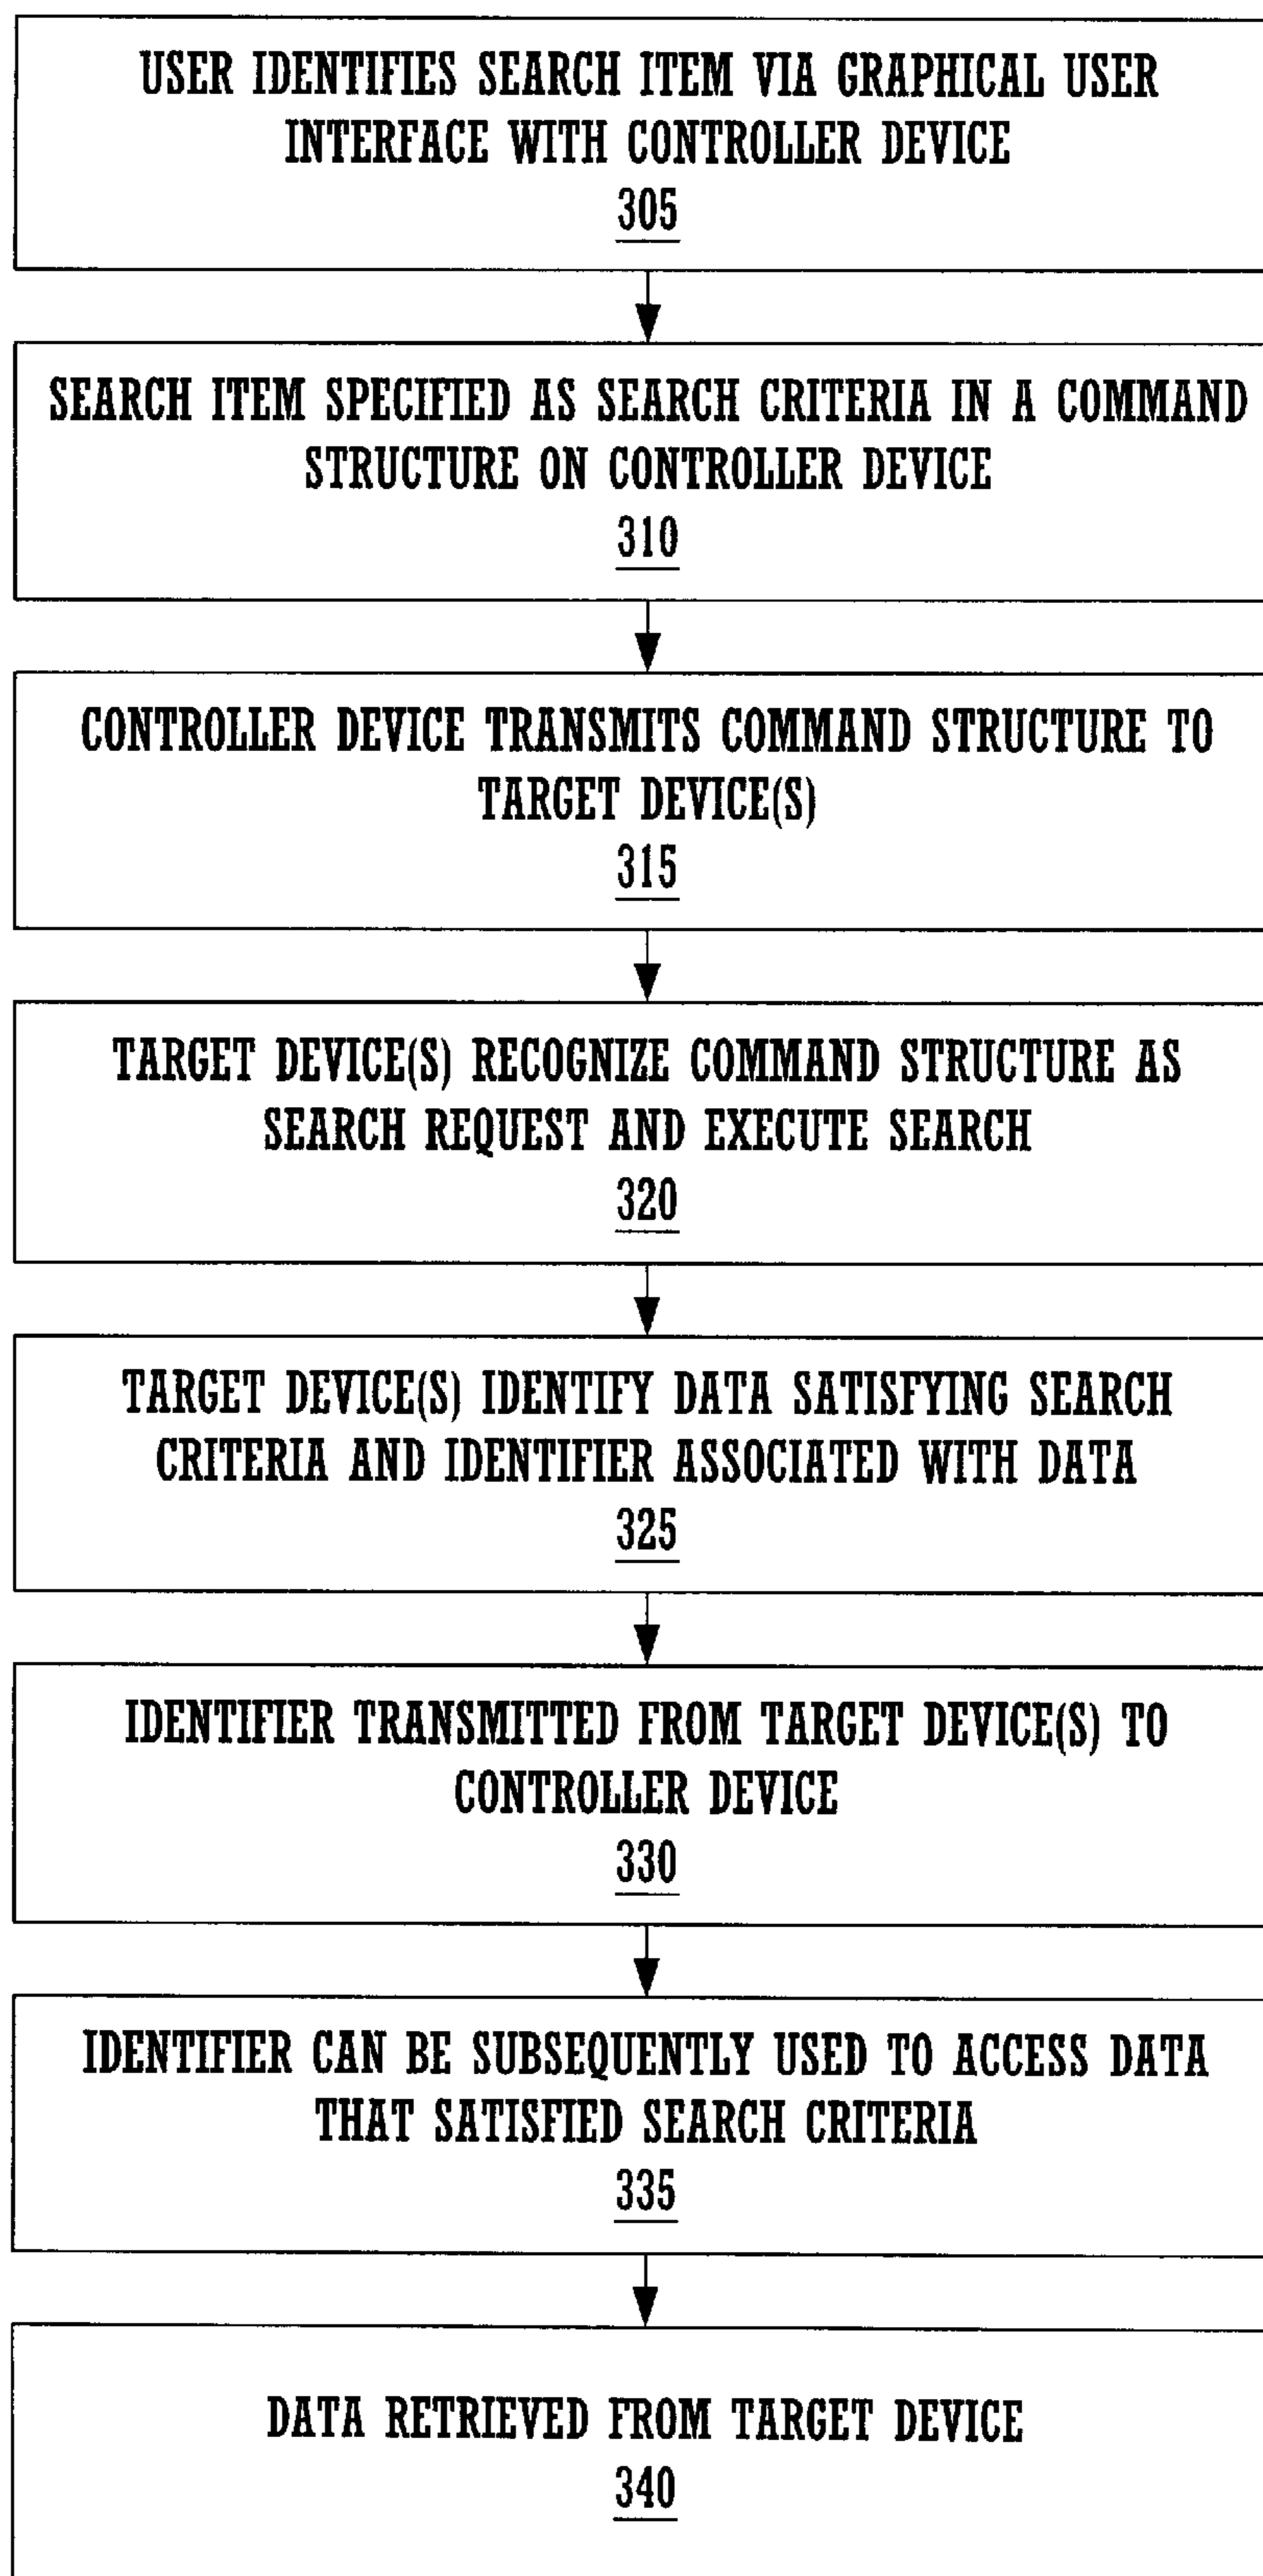 USER IDENTIFIES SEARCH ITEM VIA GRAPHICAL USER
INTERFACE WITH CONTROLLER DEVICE
305
SEARCH ITEM SPECIFIED AS SEARCH CRITERIA IN A COMMAND
STRUCTURE ON CONTROLLER DEVICE
310
CONTROLLER DEVICE TRANSMITS COMMAND STRUCTURE TO
TARGET DEVICE(S)
315
TARGET DEVICE(S) RECOGNIZE COMMAND STRUCTURE AS
SEARCH REQUEST AND EXECUTE SEARCH
320
TARGET DEVICE(S) IDENTIFY DATA SATISFYING SEARCH
CRITERIA AND IDENTIFIER ASSOCIATED WITH DATA
325
IDENTIFIER TRANSMITTED FROM TARGET DEVICE(S) TO
CONTROLLER DEVICE
330
IDENTIFIER CAN BE SUBSEQUENTLY USED TO ACCESS DATA
THAT SATISFIED SEARCH CRITERIA
335
DATA RETRIEVED FROM TARGET DEVICE
340